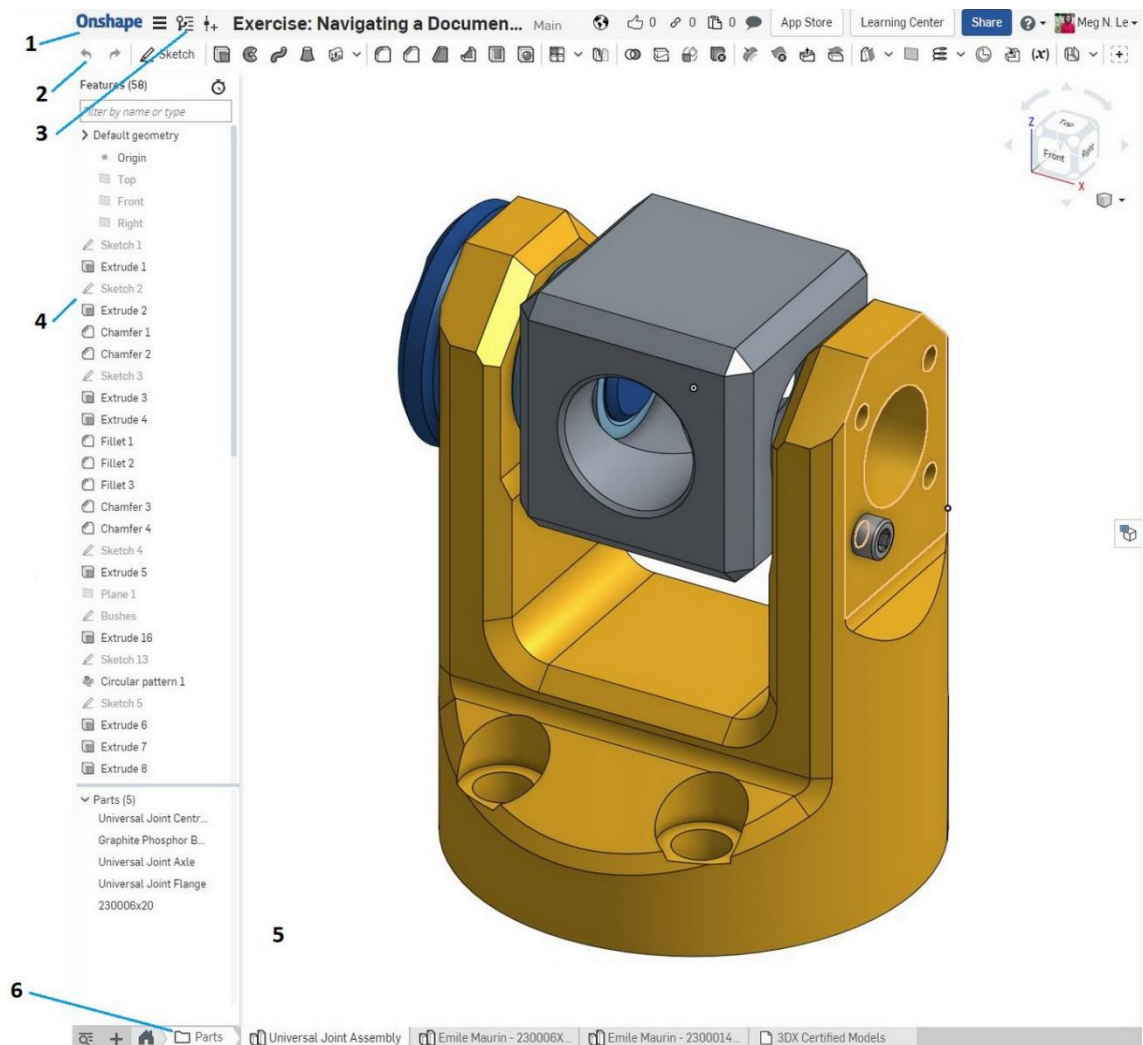 1
Onshape Exercise: Navigating a Documen... Main 0 0 0 App Store Learning Center Share Meg N. Le
2
Sketch (x)
3
Features (58)
Filter by name or type
Default geometry
Origin
Top
Front
Right
Sketch 1
Extrude 1
4
Sketch 2
Extrude 2
Chamfer 1
Chamfer 2
Sketch 3
Extrude 3
Extrude 4
Fillet 1
Fillet 2
Fillet 3
Chamfer 3
Chamfer 4
Sketch 4
Extrude 5
Plane 1
Bushes
Extrude 16
Sketch 13
Circular pattern 1
Sketch 5
Extrude 6
Extrude 7
Extrude 8
Parts (5)
Universal Joint Centr...
Graphite Phosphor B...
Universal Joint Axle
Universal Joint Flange
230006x20
Z
Top
Front
Right
X
5
6
Parts Universal Joint Assembly Emile Maurin - 230006X... Emile Maurin - 2300014... 3DX Certified Models